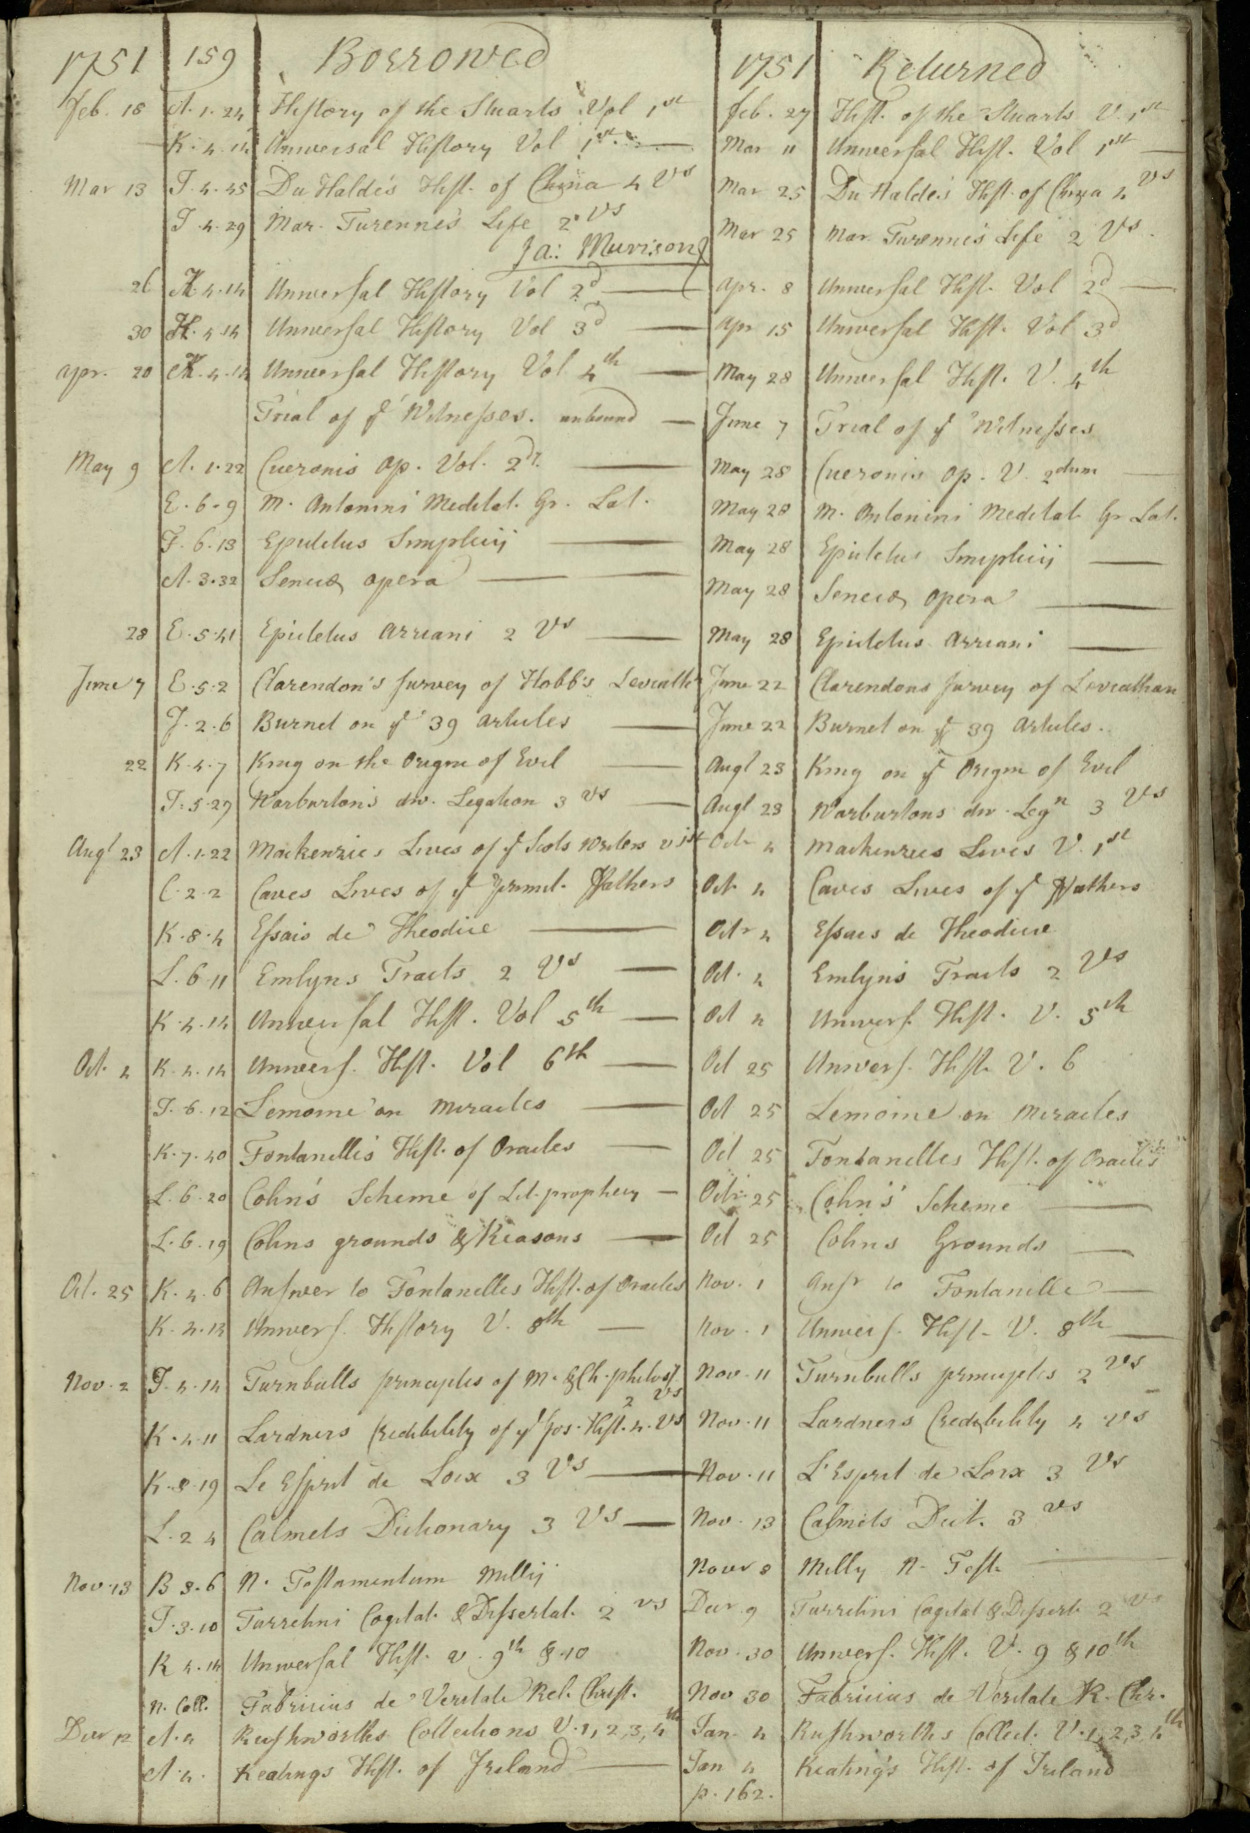 1751 159 Borrowed 1751 Returned
Feb. 18 A. 1. 24 History of the Stuarts Vol 1st Feb. 27 Hist. of the Stuarts V. 1st
K. 4. 14 Universal History Vol 1st — Mar 11 Universal Hist. Vol 1st —
Mar 13 I. 4. 45 Du Halde's Hist. of China 4 Vs Mar 25 Du Halde's Hist. of China 4 Vs
I. 4. 29 Mar. Turenne's Life 2 Vs Mar 25 Mar. Turenne's Life 2 Vs.
Ja: Murison
26 K. 4. 14 Universal History Vol 2d — Apr. 8 Universal Hist. Vol 2d —
30 K. 4. 14 Universal History Vol 3d — Apr 15 Universal Hist. Vol 3d
Apr. 20 K. 4. 14 Universal History Vol 4th — May 28 Universal Hist. V. 4th
Trial of ye Witnesses. unbound — June 7 Trial of ye Witnesses
May 9 A. 1. 22 Ciceronis Op. Vol. 2d. — May 28 Ciceronis Op. V. 2dum —
E. 6. 9 M. Antonini Meditat. Gr. Lat. May 28 M. Antonini Meditat. Gr Lat.
I. 6. 13 Epictetus Simplicij — May 28 Epictetus Simplicij —
A. 3. 32 Senecæ opera — May 28 Senecæ opera —
28 E. 5. 41 Epictetus Arriani 2 Vs — May 28 Epictetus Arriani —
June 7 E. 5. 2 Clarendon's Survey of Hobb's Leviathn June 22 Clarendons Survey of Leviathan
J. 2. 6 Burnet on ye 39 Articles — June 22 Burnet on ye 39 Articles.
22 K. 4. 7 King on the Origin of Evil — Augt 23 King on ye Origin of Evil
I. 5. 27 Warburton's div. Legation 3 Vs — Augt 23 Warburtons div. Legn 3 Vs
Augt 23 A. 1. 22 Mackenzies Lives of ye Scots Writers v 1st Octr 4 Mackenzies Lives V. 1st
C. 2. 2 Caves Lives of ye Primit. Fathers Oct. 4 Caves Lives of ye Fathers
K. 8. 4 Essais de Theodice — Octr 4 Essais de Theodice
L. 6. 11 Emlyns Tracts 2 Vs — Oct. 4 Emlyns Tracts 2 Vs
K. 4. 14 Universal Hist. Vol 5th — Oct 4 Univers. Hist. V. 5th
Oct. 4 K. 4. 14 Univers. Hist. Vol 6th — Oct 25 Univers. Hist. V. 6
I. 6. 12 Lemoine on Miracles — Oct 25 Lemoine on Miracles
K. 7. 40 Fontanelle's Hist. of Oracles — Oct 25 Fontanelles Hist. of Oracles
L. 6. 20 Colin's Scheme of Lit. prophecy — Octr 25 Colin's Scheme —
L. 6. 19 Colins grounds & Reasons — Oct 25 Colins Grounds —
Oct. 25 K. 4. 6 Answer to Fontanelles Hist. of Oracles Nov. 1 Ansr to Fontanelle —
K. 4. 14 Univers. History V. 8th — Nov. 1 Univers. Hist. V. 8th —
Nov. 2 I. 4. 14 Turnbulls principles of M. & Ch. philosy 2 Vs Nov. 11 Turnbulls principles 2 Vs
K. 4. 11 Lardners Credibility of ye Gos. Hist. 4. Vs Nov. 11 Lardners Credibility 4 Vs
K. 8. 19 Le Esprit de Loix 3 Vs — Nov. 11 L'Esprit de Loix 3 Vs
L. 2 4 Calmets Dictionary 3 Vs — Nov. 13 Calmets Dict. 3 Vs
Nov. 13 B 3. 6 N. Testamentum Millij Novr 8 Milly N. Test. —
I. 3. 10 Turretini Cogitat. & Dissertat. 2 vs Decr 9 Turretini Cogitat & Dissert. 2 Vs
K 4. 14 Universal Hist. v. 9th & 10 Nov. 30 Univers. Hist. V. 9 & 10th
N. Coll. Fabricius de Veritate Rel. Christ. Nov 30 Fabricius de Veritate R. Chr.
Decr 12 A. 4 Rushworths Collections V. 1, 2, 3, 4th Jan. 4 Rushworths Collect. V. 1, 2, 3, 4th
A. 4. Keatings Hist. of Ireland — Jan 4 Keating's Hist. of Ireland
p. 162.